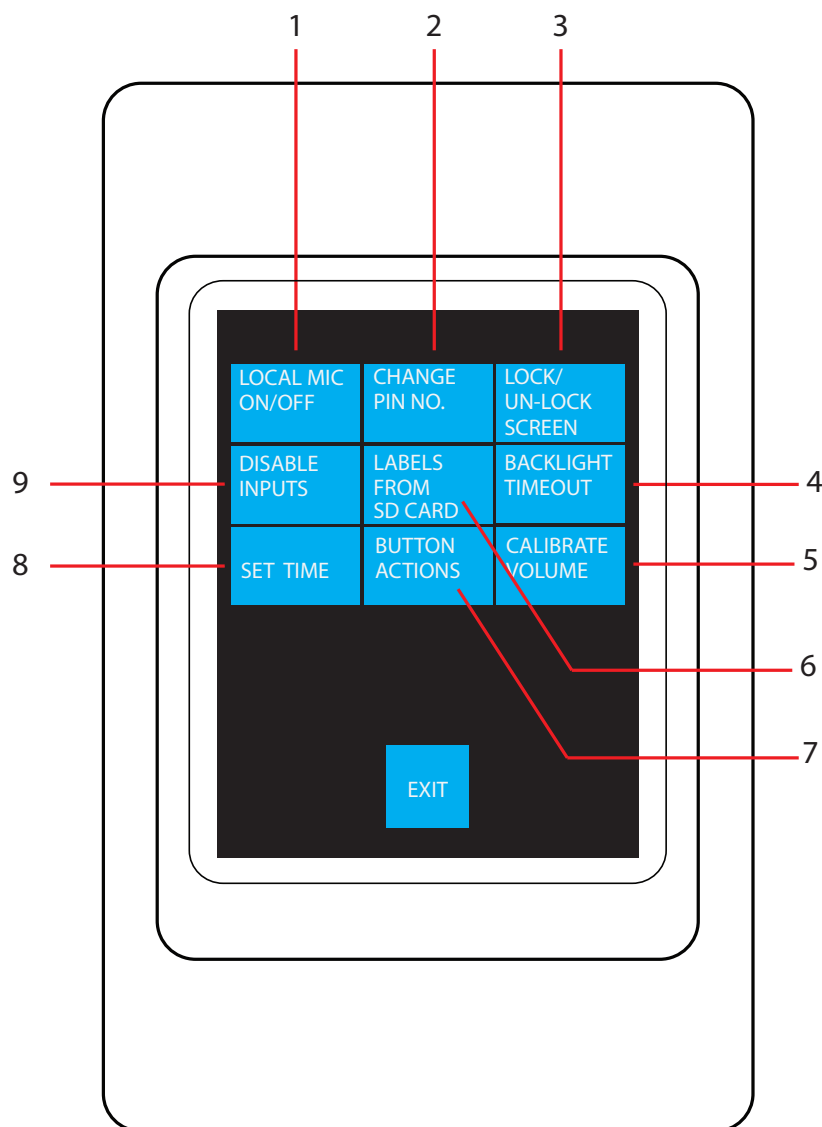 1
2
3
LOCAL MIC
ON/OFF
CHANGE
PIN NO.
LOCK/
UN-LOCK
SCREEN
9
DISABLE
INPUTS
LABELS
FROM
SD CARD
BACKLIGHT
TIMEOUT
4
8
SET TIME
BUTTON
ACTIONS
CALIBRATE
VOLUME
5
6
7
EXIT